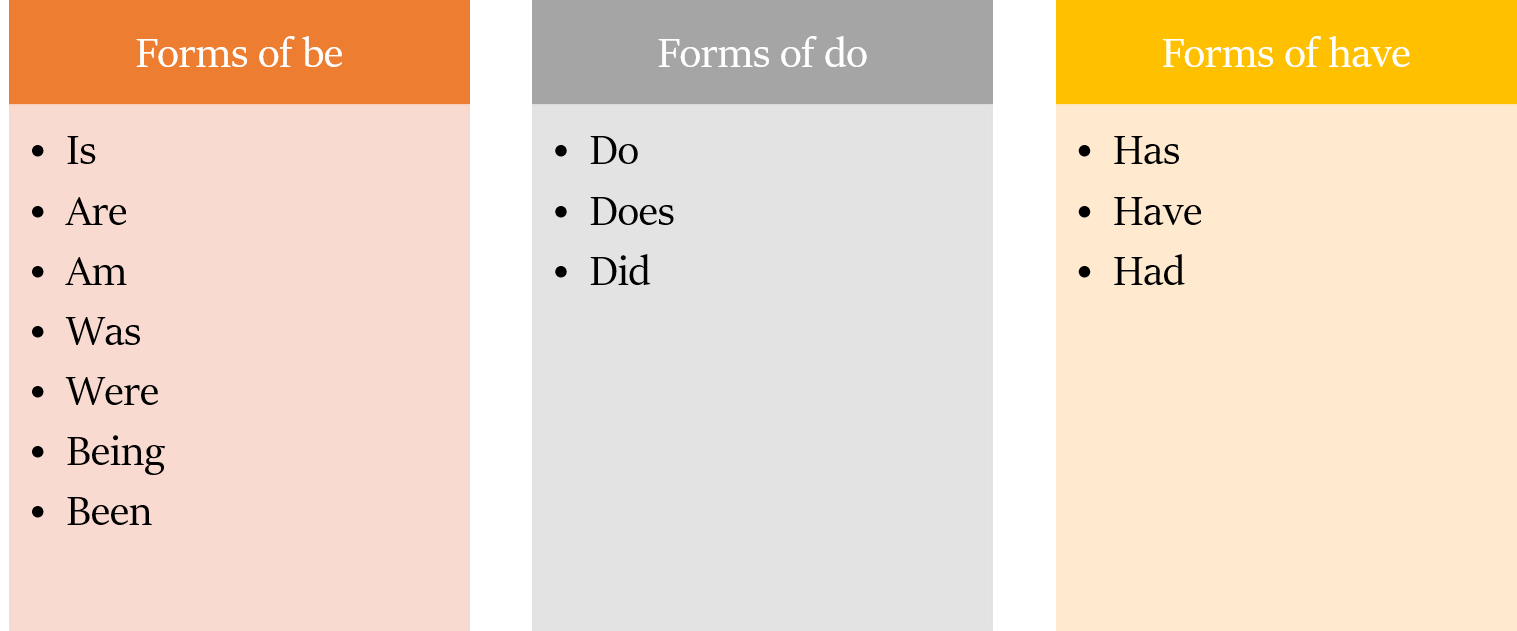 Forms of be
• Is
• Are
• Am
• Was
• Were
• Being
• Been
Forms of do
• Do
• Does
• Did
Forms of have
• Has
• Have
• Had